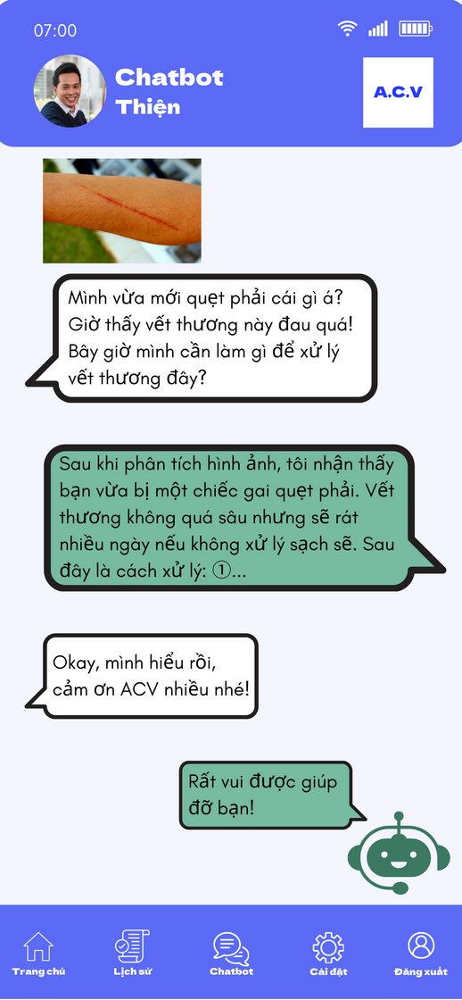 07:00
Chatbot
Thiện
A.C.V
Mình vừa mới quẹt phải cái gì á?
Giờ thấy vết thương này đau quá!
Bây giờ mình cần làm gì để xử lý
vết thương đây?
Sau khi phân tích hình ảnh, tôi nhận thấy
bạn vừa bị một chiếc gai quẹt phải. Vết
thương không quá sâu nhưng sẽ rát
nhiều ngày nếu không xử lý sạch sẽ. Sau
đây là cách xử lý: ①...
Okay, mình hiểu rồi,
cảm ơn ACV nhiều nhé!
Rất vui được giúp
đỡ bạn!
Trang chủ
Lịch sử
Chatbot
Cài đặt
Đăng xuất